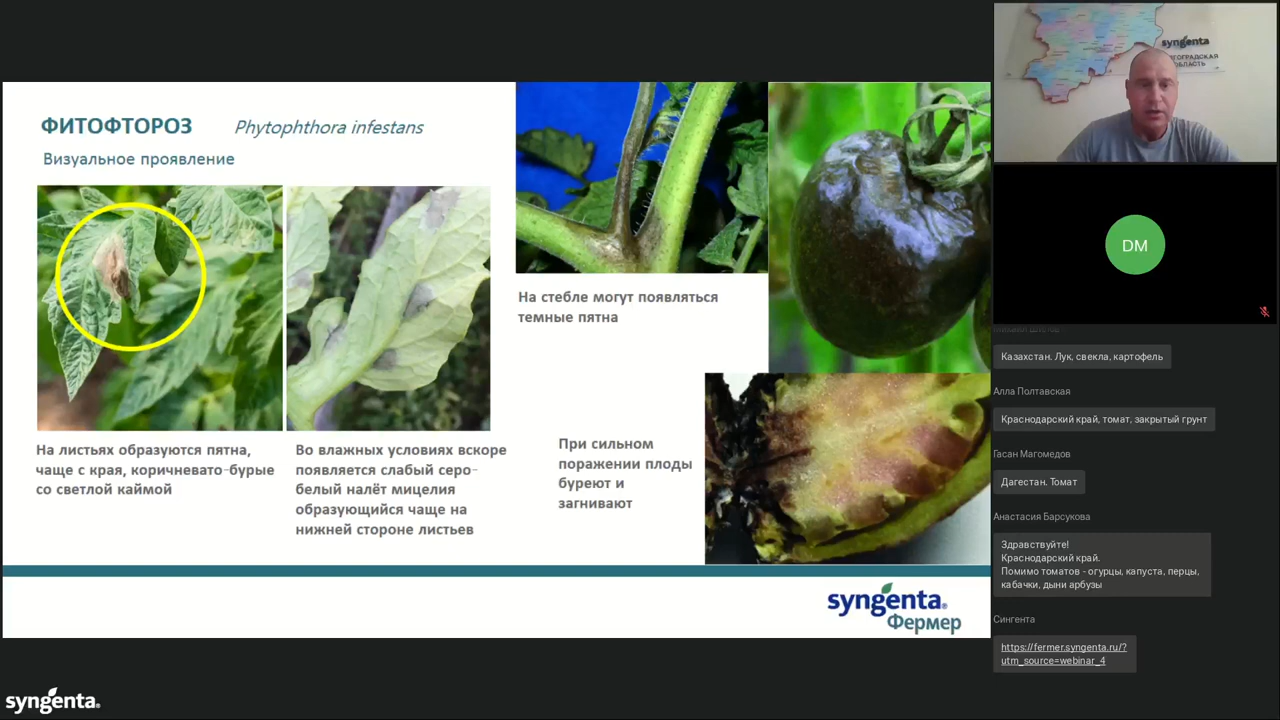 ФИТОФТОРОЗ
Phytophthora infestans
Визуальное проявление
На листьях образуются пятна,
чаще с края, коричневато-бурые
со светлой каймой
Во влажных условиях вскоре
появляется слабый серо-
белый налёт мицелия
образующийся чаще на
нижней стороне листьев
На стебле могут появляться
темные пятна
При сильном
поражении плоды
буреют и
загнивают
syngenta®
Фермер
syngenta®
syngenta
ОБЛАСТЬ
DM
Казахстан. Лук, свекла, картофель
Алла Полтавская
Краснодарский край, томат, закрытый грунт
Гасан Магомедов
Дагестан. Томат
Анастасия Барсукова
Здравствуйте!
Краснодарский край.
Помимо томатов - огурцы, капуста, перцы,
кабачки, дыни арбузы
Сингента
https://fermer.syngenta.ru/?
utm_source=webinar_4